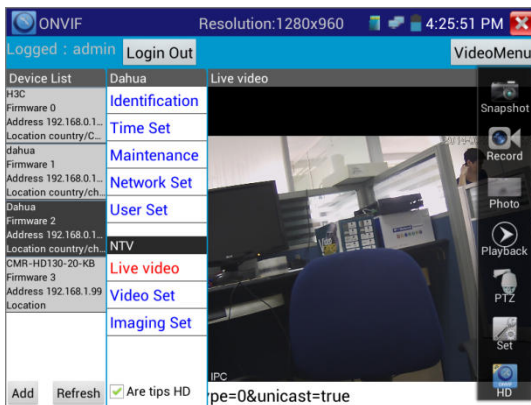 ONVIF
Resolution:1280x960
4:25:51 PM
Logged : admin
Login Out
VideoMenu
Device List
H3C
Firmware 0
Address 192.168.0.1...
Location country/C...
dahua
Firmware 1
Address 192.168.0.1...
Location country/ch...
Dahua
Firmware 2
Address 192.168.0.1...
Location country/ch...
CMR-HD130-20-KB
Firmware 3
Address 192.168.1.99
Location
Add
Refresh
Dahua
Identification
Time Set
Maintenance
Network Set
User Set
NTV
Live video
Video Set
Imaging Set
Are tips HD
Live video
IPC
pe=0&unicast=true
Snapshot
Record
Photo
Playback
PTZ
Set
HD